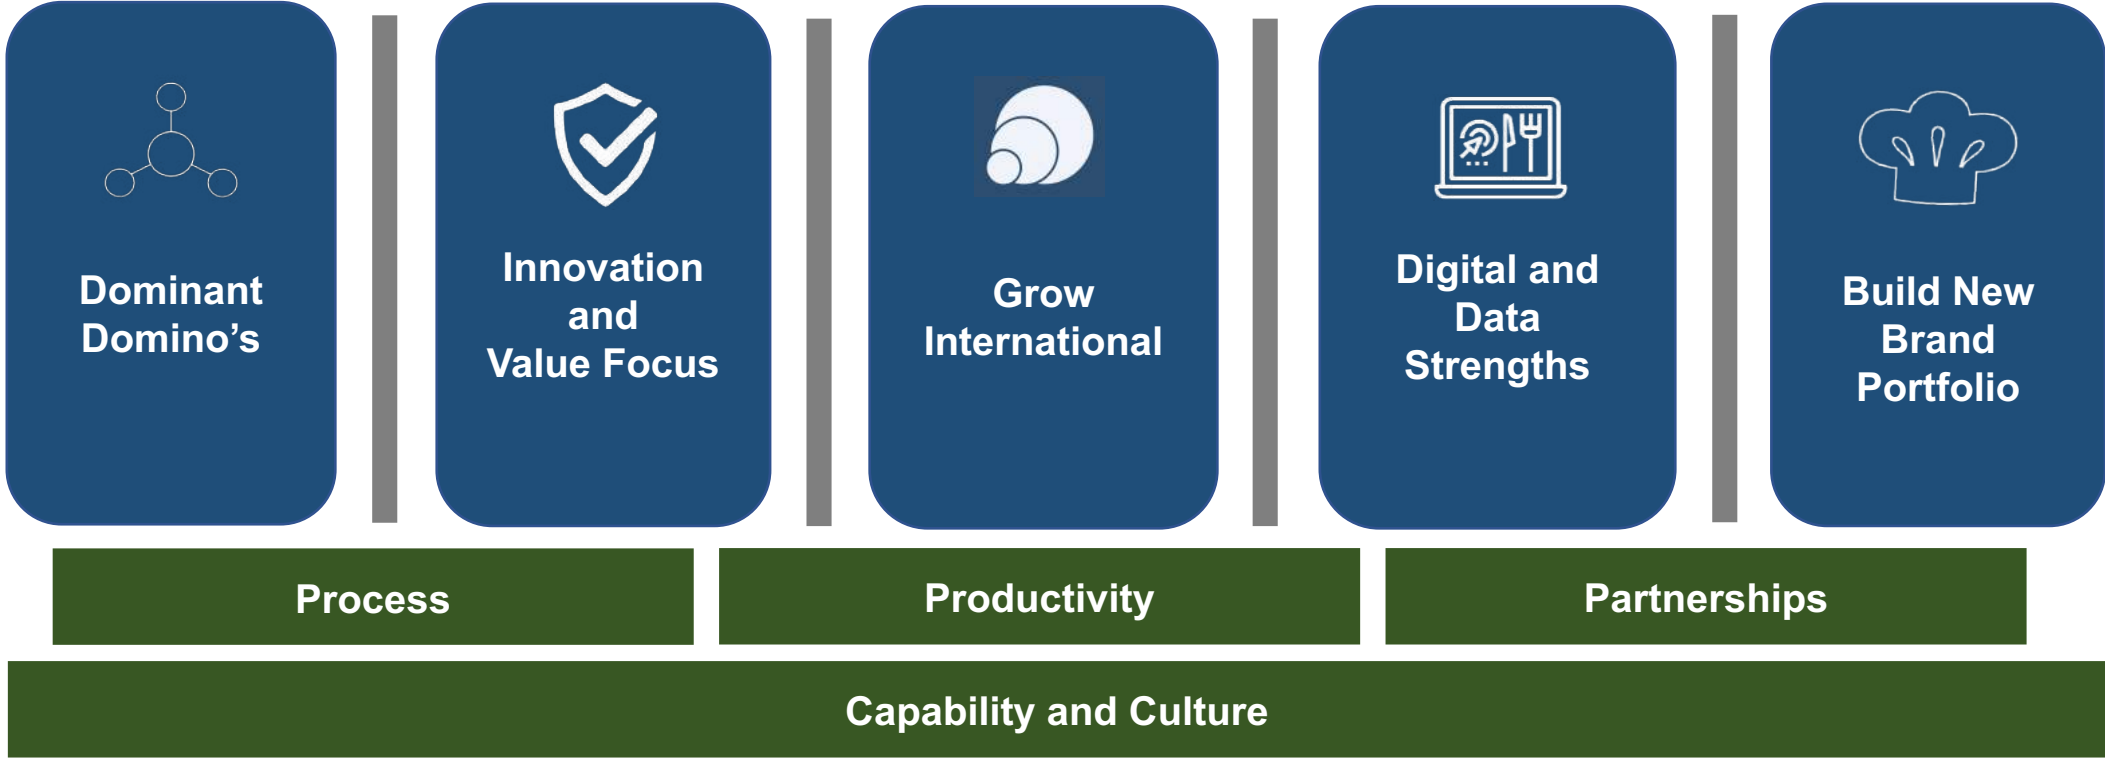 Dominant
Domino’s
Innovation
and
Value Focus
Grow
International
Digital and
Data
Strengths
Build New
Brand
Portfolio
Process
Productivity
Partnerships
Capability and Culture